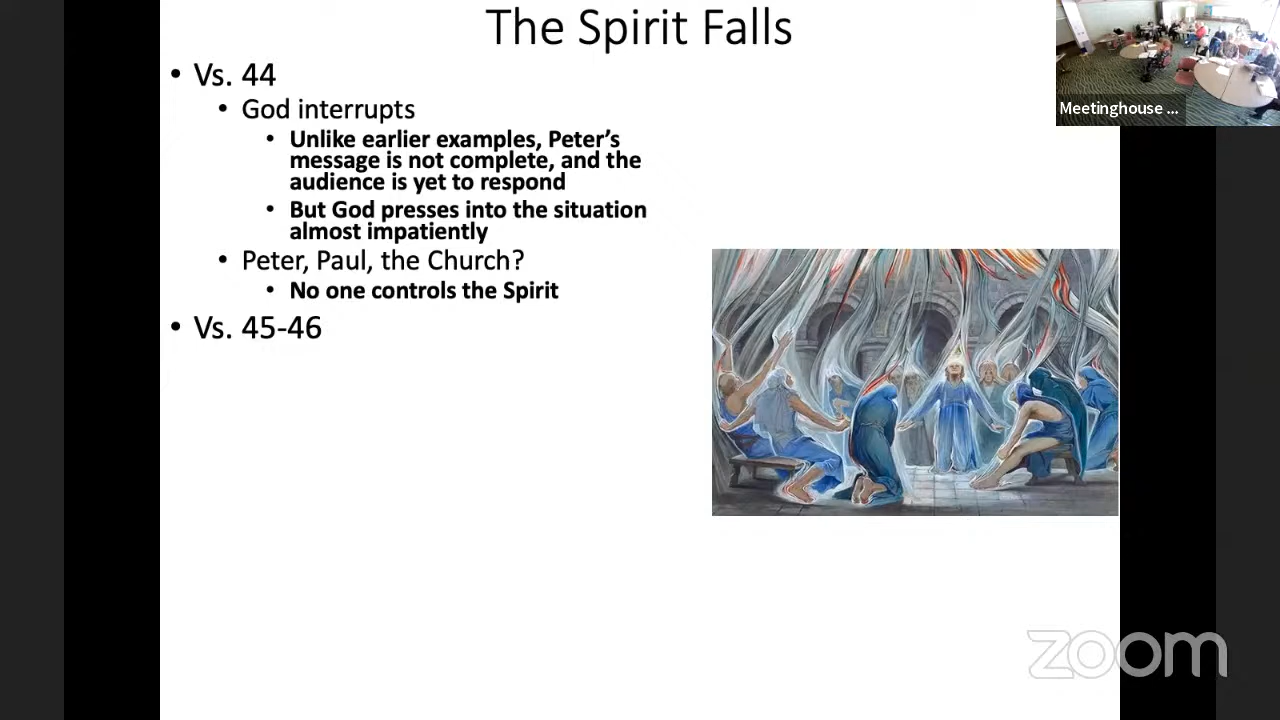 The Spirit Falls
• Vs. 44
• God interrupts
• Unlike earlier examples, Peter’s
message is not complete, and the
audience is yet to respond
• But God presses into the situation
almost impatiently
• Peter, Paul, the Church?
• No one controls the Spirit
• Vs. 45-46
Meetinghouse ...
zoom